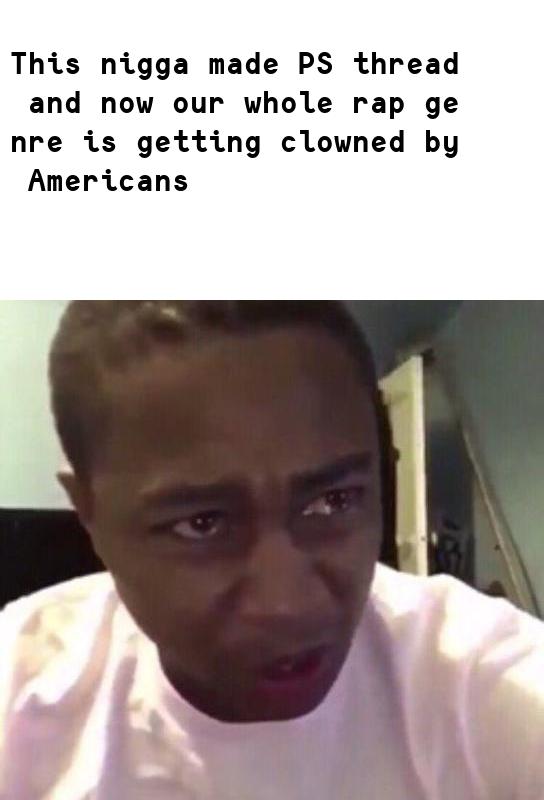 This nigga made PS thread
and now our whole rap ge
nre is getting clowned by
Americans